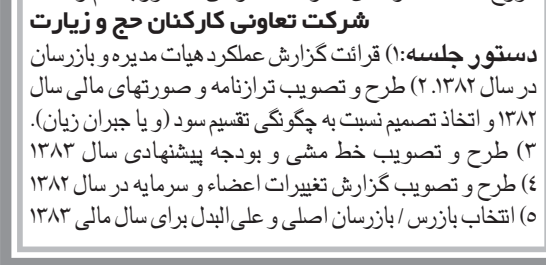 شرکت تعاونی کارکنان حج و زیارت
دستور جلسه:۱) قرائت گزارش عملکرد هیات مدیره و بازرسان
در سال ۱۳۸۲. ۲) طرح و تصویب ترازنامه و صورتهای مالی سال
۱۳۸۲ و اتخاذ تصمیم نسبت به چگونگی تقسیم سود (و یا جبران زیان).
۳) طرح و تصویب خط مشی و بودجه پیشنهادی سال ۱۳۸۳
۴) طرح و تصویب گزارش تغییرات اعضاء و سرمایه در سال ۱۳۸۲
۵) انتخاب بازرس / بازرسان اصلی و علی‌البدل برای سال مالی ۱۳۸۳